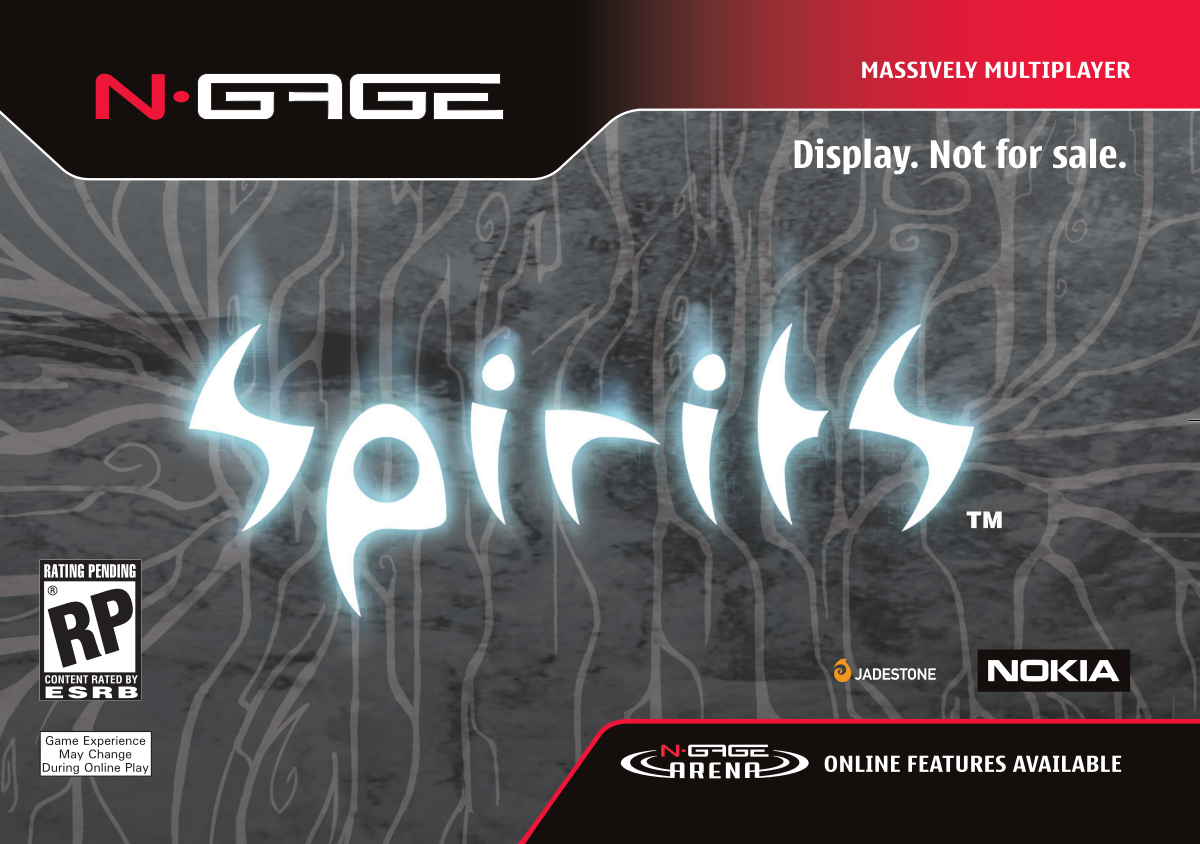 N·GAGE
MASSIVELY MULTIPLAYER
Display. Not for sale.
spirits
TM
RATING PENDING
®
RP
CONTENT RATED BY
ESRB
JADESTONE
NOKIA
Game Experience
May Change
During Online Play
N·GAGE
ARENA
ONLINE FEATURES AVAILABLE